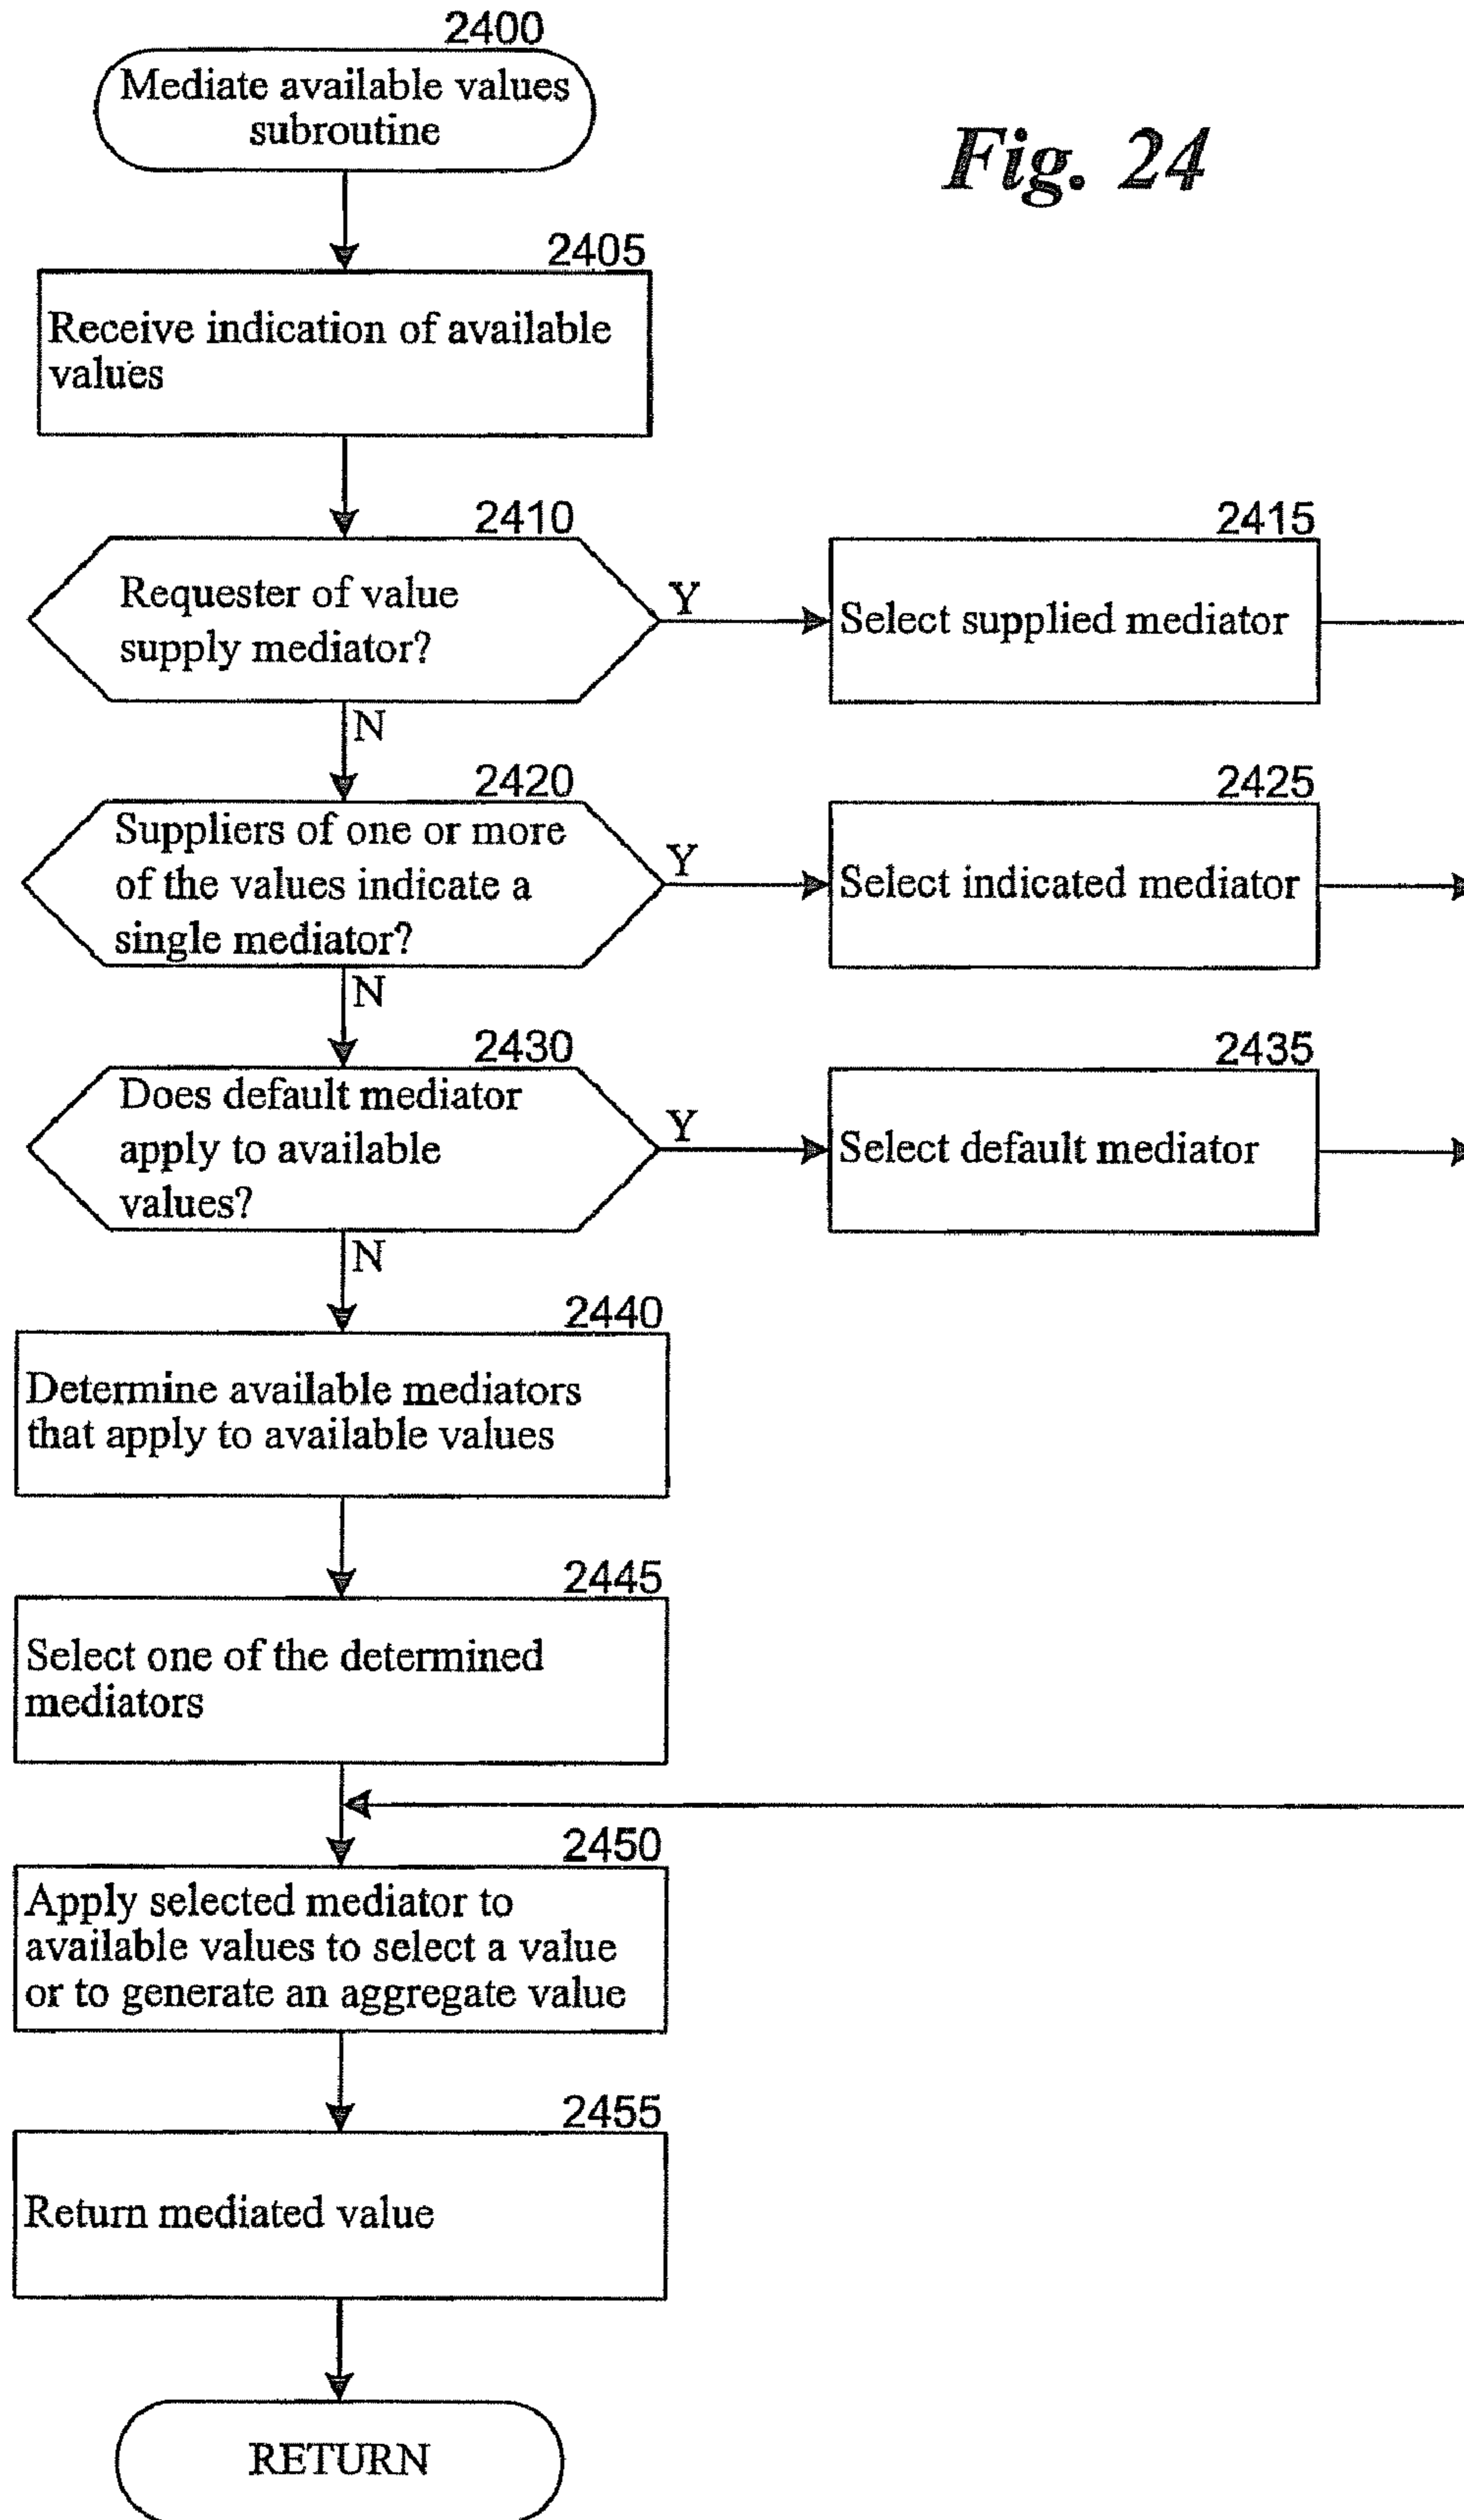 2400
Mediate available values
subroutine
Fig. 24
2405
Receive indication of available
values
2410
Requester of value
supply mediator?
Y
2415
Select supplied mediator
N
2420
Suppliers of one or more
of the values indicate a
single mediator?
Y
2425
Select indicated mediator
N
2430
Does default mediator
apply to available
values?
Y
2435
Select default mediator
N
2440
Determine available mediators
that apply to available values
2445
Select one of the determined
mediators
2450
Apply selected mediator to
available values to select a value
or to generate an aggregate value
2455
Return mediated value
RETURN